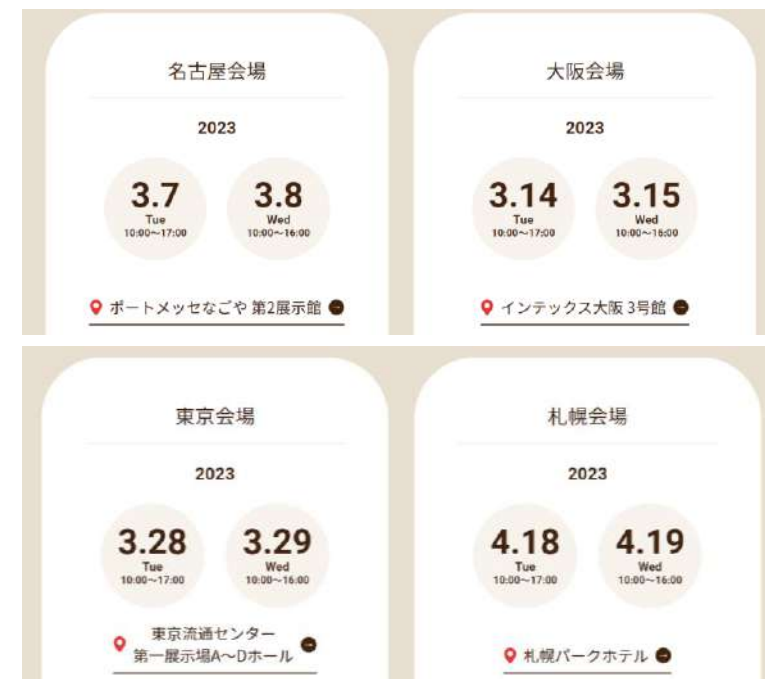 名古屋会場
2023
3.7
Tue
10:00～17:00
3.8
Wed
10:00～16:00
ポートメッセなごや 第2展示館
大阪会場
2023
3.14
Tue
10:00～17:00
3.15
Wed
10:00～16:00
インテックス大阪 3号館
東京会場
2023
3.28
Tue
10:00～17:00
3.29
Wed
10:00～16:00
東京流通センター
第一展示場A～Dホール
札幌会場
2023
4.18
Tue
10:00～17:00
4.19
Wed
10:00～16:00
札幌パークホテル